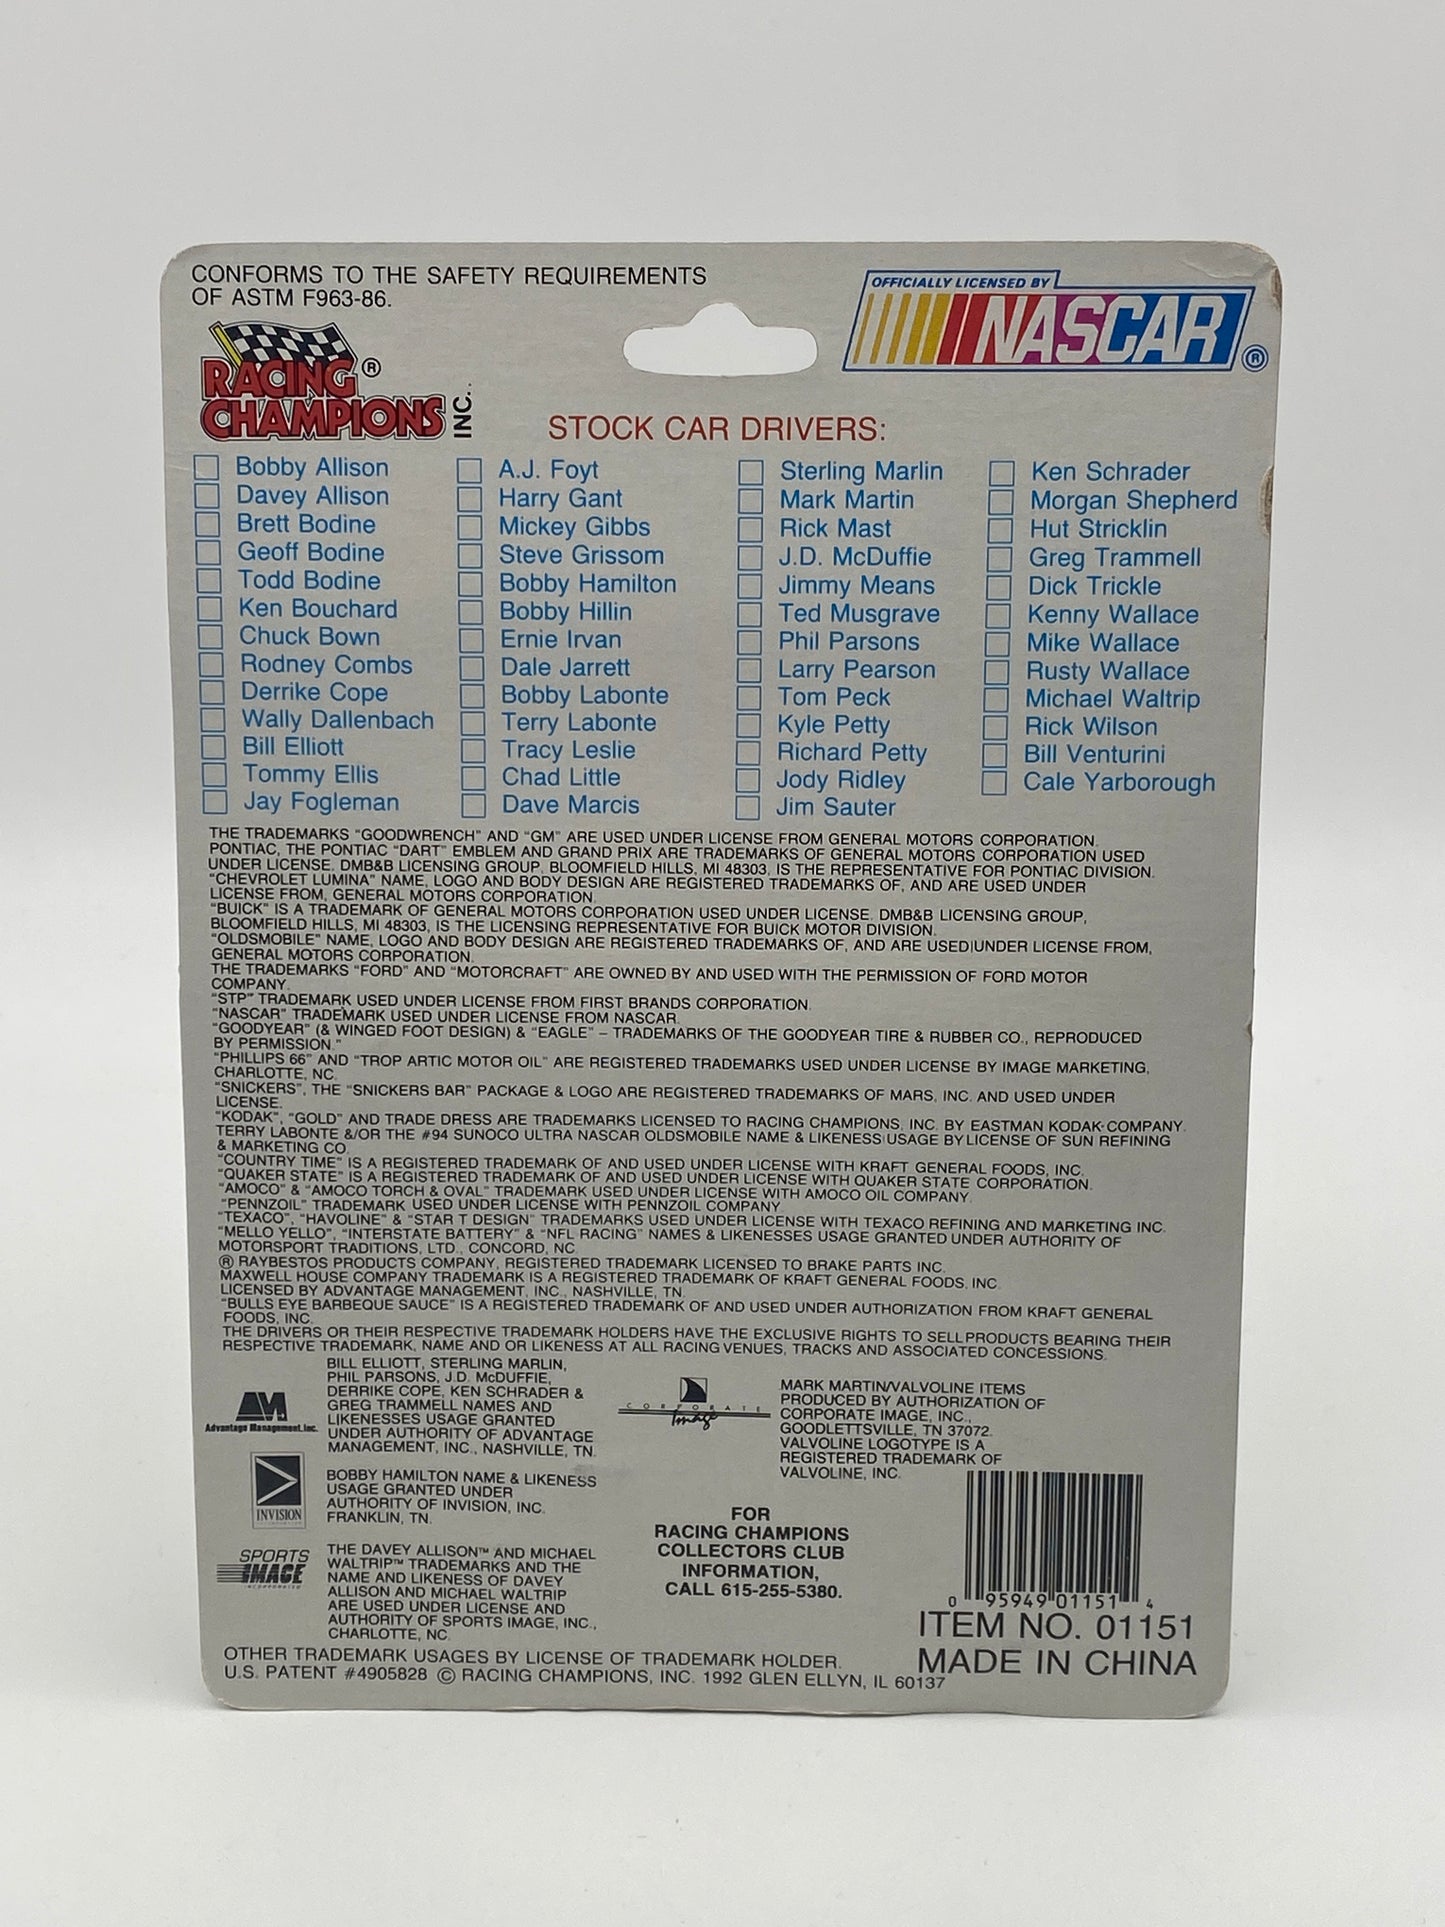 CONFORMS TO THE SAFETY REQUIREMENTS
OF ASTM F963-86.
OFFICIALLY LICENSED BY
NASCAR ®
RACING ®
CHAMPIONS INC.
STOCK CAR DRIVERS:
Bobby Allison
Davey Allison
Brett Bodine
Geoff Bodine
Todd Bodine
Ken Bouchard
Chuck Bown
Rodney Combs
Derrike Cope
Wally Dallenbach
Bill Elliott
Tommy Ellis
Jay Fogleman
A.J. Foyt
Harry Gant
Mickey Gibbs
Steve Grissom
Bobby Hamilton
Bobby Hillin
Ernie Irvan
Dale Jarrett
Bobby Labonte
Terry Labonte
Tracy Leslie
Chad Little
Dave Marcis
Sterling Marlin
Mark Martin
Rick Mast
J.D. McDuffie
Jimmy Means
Ted Musgrave
Phil Parsons
Larry Pearson
Tom Peck
Kyle Petty
Richard Petty
Jody Ridley
Jim Sauter
Ken Schrader
Morgan Shepherd
Hut Stricklin
Greg Trammell
Dick Trickle
Kenny Wallace
Mike Wallace
Rusty Wallace
Michael Waltrip
Rick Wilson
Bill Venturini
Cale Yarborough
THE TRADEMARKS "GOODWRENCH" AND "GM" ARE USED UNDER LICENSE FROM GENERAL MOTORS CORPORATION.
PONTIAC, THE PONTIAC "DART" EMBLEM AND GRAND PRIX ARE TRADEMARKS OF GENERAL MOTORS CORPORATION USED
UNDER LICENSE. DMB&B LICENSING GROUP, BLOOMFIELD HILLS, MI 48303, IS THE REPRESENTATIVE FOR PONTIAC DIVISION.
"CHEVROLET LUMINA" NAME, LOGO AND BODY DESIGN ARE REGISTERED TRADEMARKS OF, AND ARE USED UNDER
LICENSE FROM, GENERAL MOTORS CORPORATION.
"BUICK" IS A TRADEMARK OF GENERAL MOTORS CORPORATION USED UNDER LICENSE. DMB&B LICENSING GROUP,
BLOOMFIELD HILLS, MI 48303, IS THE LICENSING REPRESENTATIVE FOR BUICK MOTOR DIVISION.
"OLDSMOBILE" NAME, LOGO AND BODY DESIGN ARE REGISTERED TRADEMARKS OF, AND ARE USED UNDER LICENSE FROM,
GENERAL MOTORS CORPORATION.
THE TRADEMARKS "FORD" AND "MOTORCRAFT" ARE OWNED BY AND USED WITH THE PERMISSION OF FORD MOTOR
COMPANY.
"STP" TRADEMARK USED UNDER LICENSE FROM FIRST BRANDS CORPORATION.
"NASCAR" TRADEMARK USED UNDER LICENSE FROM NASCAR.
"GOODYEAR" (& WINGED FOOT DESIGN) & "EAGLE" – TRADEMARKS OF THE GOODYEAR TIRE & RUBBER CO., REPRODUCED
BY PERMISSION."
"PHILLIPS 66" AND "TROP ARTIC MOTOR OIL" ARE REGISTERED TRADEMARKS USED UNDER LICENSE BY IMAGE MARKETING,
CHARLOTTE, NC.
"SNICKERS", THE "SNICKERS BAR" PACKAGE & LOGO ARE REGISTERED TRADEMARKS OF MARS, INC. AND USED UNDER
LICENSE.
"KODAK", "GOLD" AND TRADE DRESS ARE TRADEMARKS LICENSED TO RACING CHAMPIONS, INC. BY EASTMAN KODAK COMPANY.
TERRY LABONTE &/OR THE #94 SUNOCO ULTRA NASCAR OLDSMOBILE NAME & LIKENESS USAGE BY LICENSE OF SUN REFINING
& MARKETING CO.
"COUNTRY TIME" IS A REGISTERED TRADEMARK OF AND USED UNDER LICENSE WITH KRAFT GENERAL FOODS, INC.
"QUAKER STATE" IS A REGISTERED TRADEMARK OF AND USED UNDER LICENSE WITH QUAKER STATE CORPORATION.
"AMOCO" & "AMOCO TORCH & OVAL" TRADEMARK USED UNDER LICENSE WITH AMOCO OIL COMPANY.
"PENNZOIL" TRADEMARK USED UNDER LICENSE WITH PENNZOIL COMPANY
"TEXACO", "HAVOLINE" & "STAR T DESIGN" TRADEMARKS USED UNDER LICENSE WITH TEXACO REFINING AND MARKETING INC.
"MELLO YELLO", "INTERSTATE BATTERY" & "NFL RACING" NAMES & LIKENESSES USAGE GRANTED UNDER AUTHORITY OF
MOTORSPORT TRADITIONS, LTD., CONCORD, NC
® RAYBESTOS PRODUCTS COMPANY, REGISTERED TRADEMARK LICENSED TO BRAKE PARTS INC.
MAXWELL HOUSE COMPANY TRADEMARK IS A REGISTERED TRADEMARK OF KRAFT GENERAL FOODS, INC.
LICENSED BY ADVANTAGE MANAGEMENT, INC., NASHVILLE, TN.
"BULLS EYE BARBEQUE SAUCE" IS A REGISTERED TRADEMARK OF AND USED UNDER AUTHORIZATION FROM KRAFT GENERAL
FOODS, INC.
THE DRIVERS OR THEIR RESPECTIVE TRADEMARK HOLDERS HAVE THE EXCLUSIVE RIGHTS TO SELL PRODUCTS BEARING THEIR
RESPECTIVE TRADEMARK, NAME AND OR LIKENESS AT ALL RACING VENUES, TRACKS AND ASSOCIATED CONCESSIONS.
AM
Advantage Management, Inc.
BILL ELLIOTT, STERLING MARLIN,
PHIL PARSONS, J.D. McDUFFIE,
DERRIKE COPE, KEN SCHRADER &
GREG TRAMMELL NAMES AND
LIKENESSES USAGE GRANTED
UNDER AUTHORITY OF ADVANTAGE
MANAGEMENT, INC., NASHVILLE, TN.
CORPORATE
Image
MARK MARTIN/VALVOLINE ITEMS
PRODUCED BY AUTHORIZATION OF
CORPORATE IMAGE, INC.,
GOODLETTSVILLE, TN 37072.
VALVOLINE LOGOTYPE IS A
REGISTERED TRADEMARK OF
VALVOLINE, INC.
INVISION
BOBBY HAMILTON NAME & LIKENESS
USAGE GRANTED UNDER
AUTHORITY OF INVISION, INC.
FRANKLIN, TN.
SPORTS
IMAGE
INCORPORATED
THE DAVEY ALLISON™ AND MICHAEL
WALTRIP™ TRADEMARKS AND THE
NAME AND LIKENESS OF DAVEY
ALLISON AND MICHAEL WALTRIP
ARE USED UNDER LICENSE AND
AUTHORITY OF SPORTS IMAGE, INC.,
CHARLOTTE, NC.
FOR
RACING CHAMPIONS
COLLECTORS CLUB
INFORMATION,
CALL 615-255-5380.
0 95949 01151 4
ITEM NO. 01151
MADE IN CHINA
OTHER TRADEMARK USAGES BY LICENSE OF TRADEMARK HOLDER.
U.S. PATENT #4905828 © RACING CHAMPIONS, INC. 1992 GLEN ELLYN, IL 60137